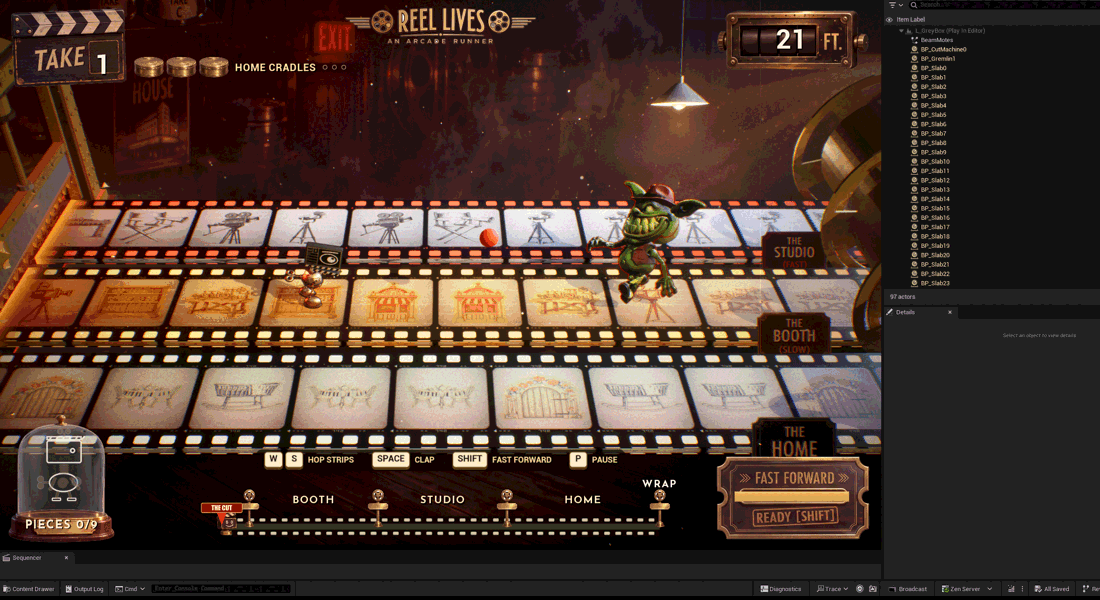 TAKE 1
HOUSE
EXIT
REEL LIVES
AN ARCADE RUNNER
21 FT.
HOME CRADLES
THE
STUDIO
(FAST)
THE
BOOTH
(SLOW)
THE
HOME
W S HOP STRIPS SPACE CLAP SHIFT FAST FORWARD P PAUSE
PIECES 0/9
THE CUT
BOOTH STUDIO HOME WRAP
FAST FORWARD
READY [SHIFT]
Search...
Item Label
L_GreyBox (Play in Editor)
BeamMotes
BP_CutMachine0
BP_Gremlin1
BP_Slab0
BP_Slab1
BP_Slab2
BP_Slab3
BP_Slab4
BP_Slab5
BP_Slab6
BP_Slab7
BP_Slab8
BP_Slab9
BP_Slab10
BP_Slab11
BP_Slab12
BP_Slab13
BP_Slab14
BP_Slab15
BP_Slab16
BP_Slab17
BP_Slab18
BP_Slab19
BP_Slab20
BP_Slab21
BP_Slab22
BP_Slab23
97 actors
Details
Select an object to view details
Sequencer
Content Drawer Output Log Cmd Enter Console Command Diagnostics Trace Broadcast Zen Server All Saved